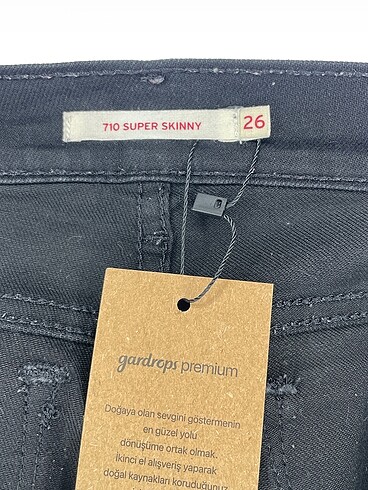 710 SUPER SKINNY 26
gardrops premium
Doğaya olan sevgini göstermenin
en güzel yolu
dönüşüme ortak olmak.
İkinci el alışveriş yaparak
doğal kaynakları koruduğunuz